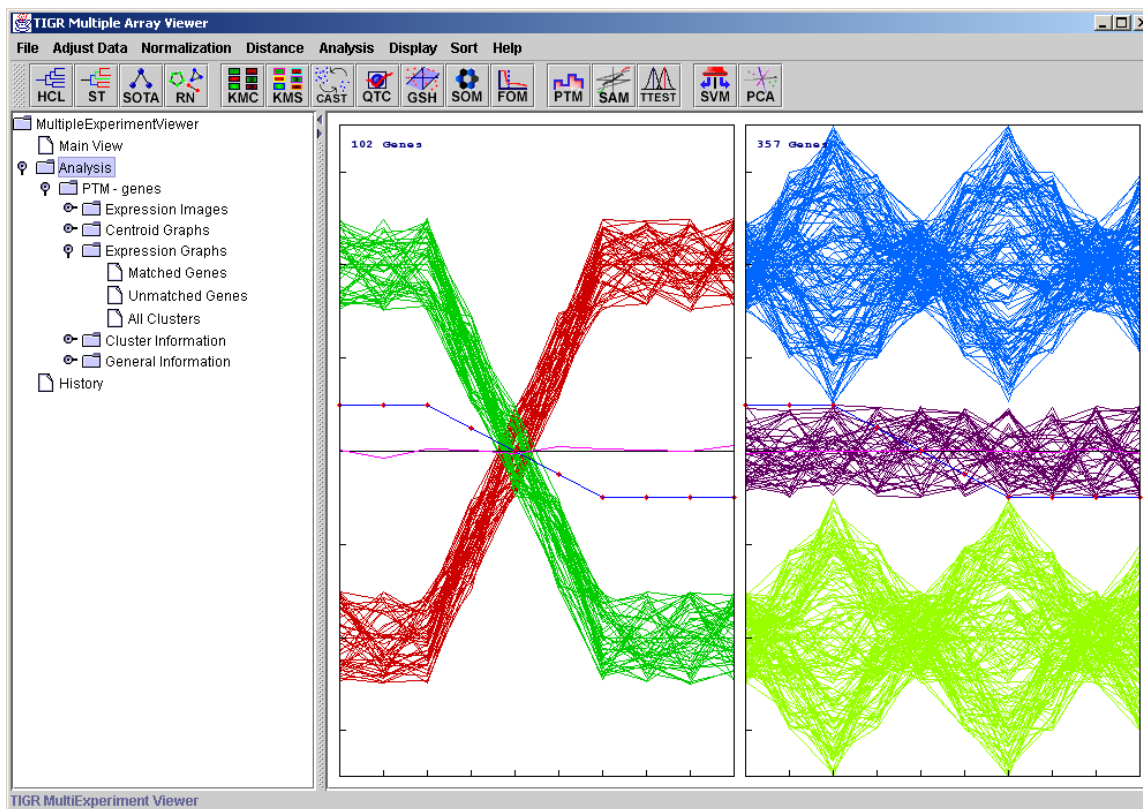 TIGR Multiple Array Viewer
File Adjust Data Normalization Distance Analysis Display Sort Help
HCL ST SOTA RN KMC KMS CAST QTC GSH SOM FOM PTM SAM TTEST SVM PCA
MultipleExperimentViewer
Main View
Analysis
PTM - genes
Expression Images
Centroid Graphs
Expression Graphs
Matched Genes
Unmatched Genes
All Clusters
Cluster Information
General Information
History
102 Genes
357 Genes
TIGR MultiExperiment Viewer